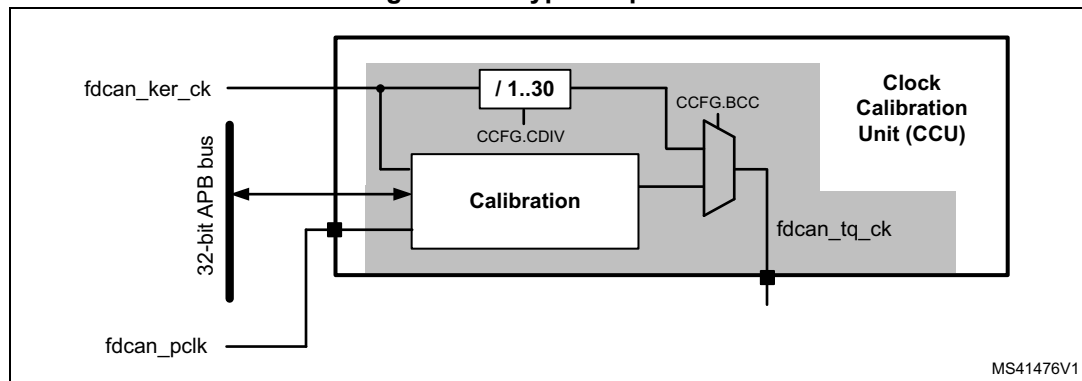 fdcan_ker_ck
/ 1..30
CCFG.CDIV
CCFG.BCC
Clock
Calibration
Unit (CCU)
32-bit APB bus
Calibration
fdcan_tq_ck
fdcan_pclk
MS41476V1